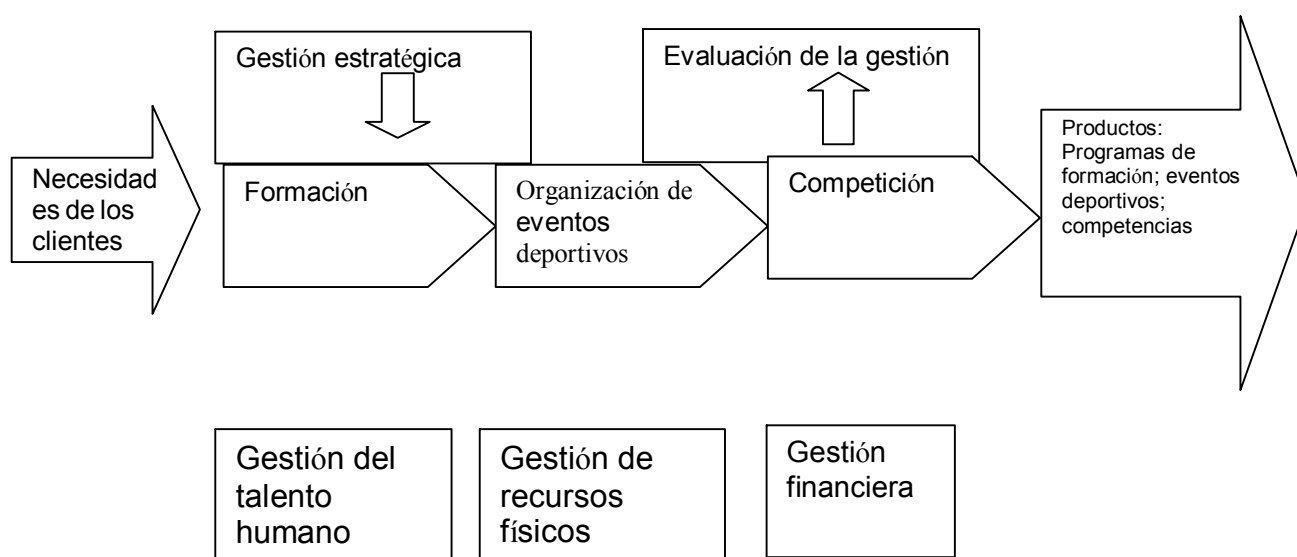 Gestión estratégica
Evaluación de la gestión
Necesidad
es de los
clientes
Formación
Organización de
eventos
deportivos
Competición
Productos:
Programas de
formación; eventos
deportivos;
competencias
Gestión del
talento
humano
Gestión de
recursos
físicos
Gestión
financiera